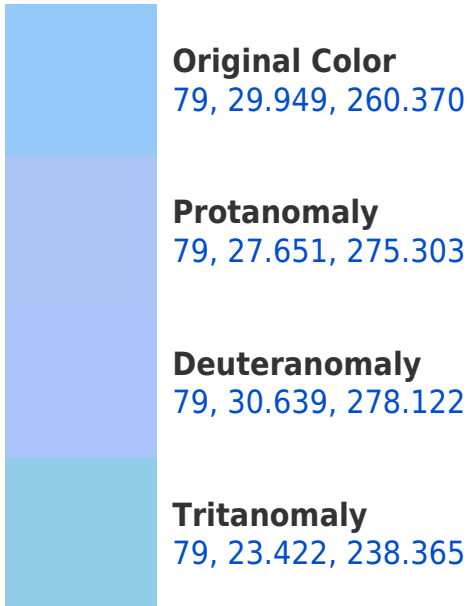 Original Color
79, 29.949, 260.370
Protanomaly
79, 27.651, 275.303
Deuteranomaly
79, 30.639, 278.122
Tritanomaly
79, 23.422, 238.365